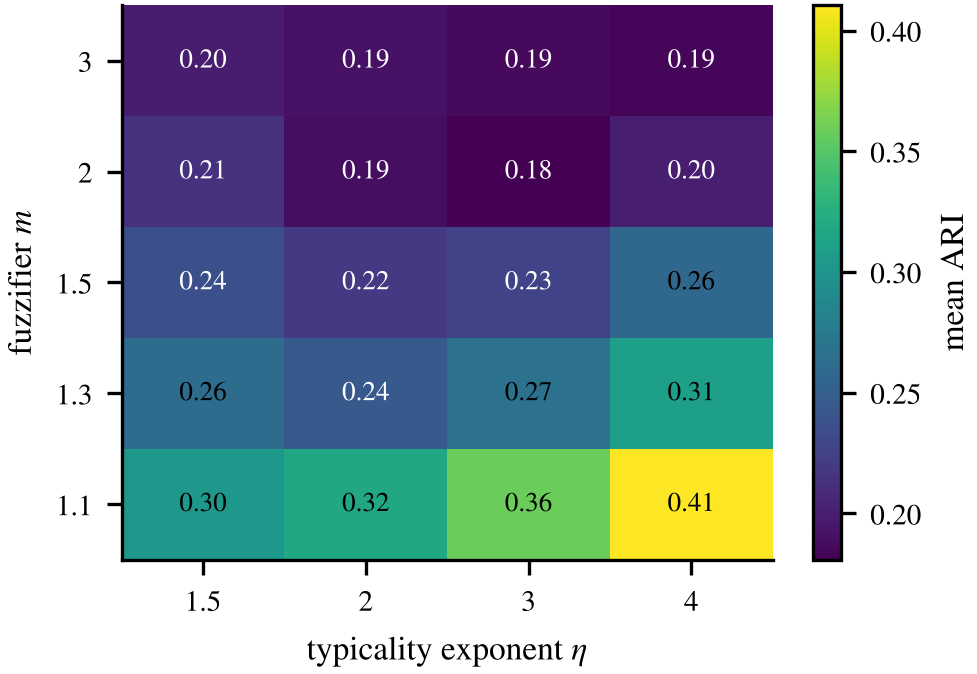 3 0.20 0.19 0.19 0.19 0.40
2 0.21 0.19 0.18 0.20 0.35
fuzzifier m
1.5 0.24 0.22 0.23 0.26 0.30
mean ARI
1.3 0.26 0.24 0.27 0.31 0.25
1.1 0.30 0.32 0.36 0.41 0.20
1.5 2 3 4
typicality exponent η